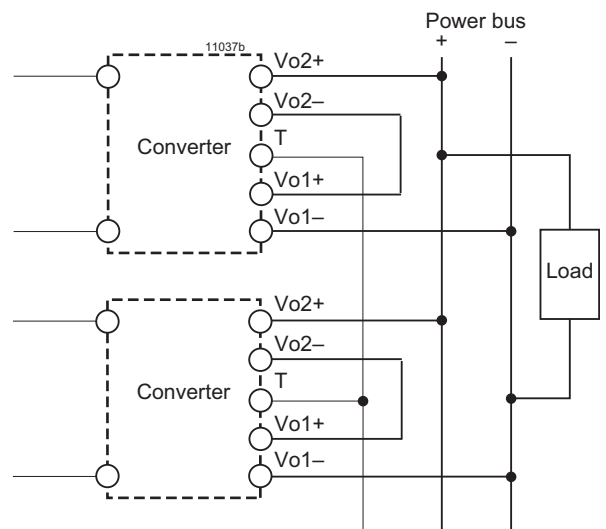 Power bus
+ –
11037b
Vo2+
Vo2–
T
Converter
Vo1+
Vo1–
Load
Vo2+
Vo2–
T
Converter
Vo1+
Vo1–